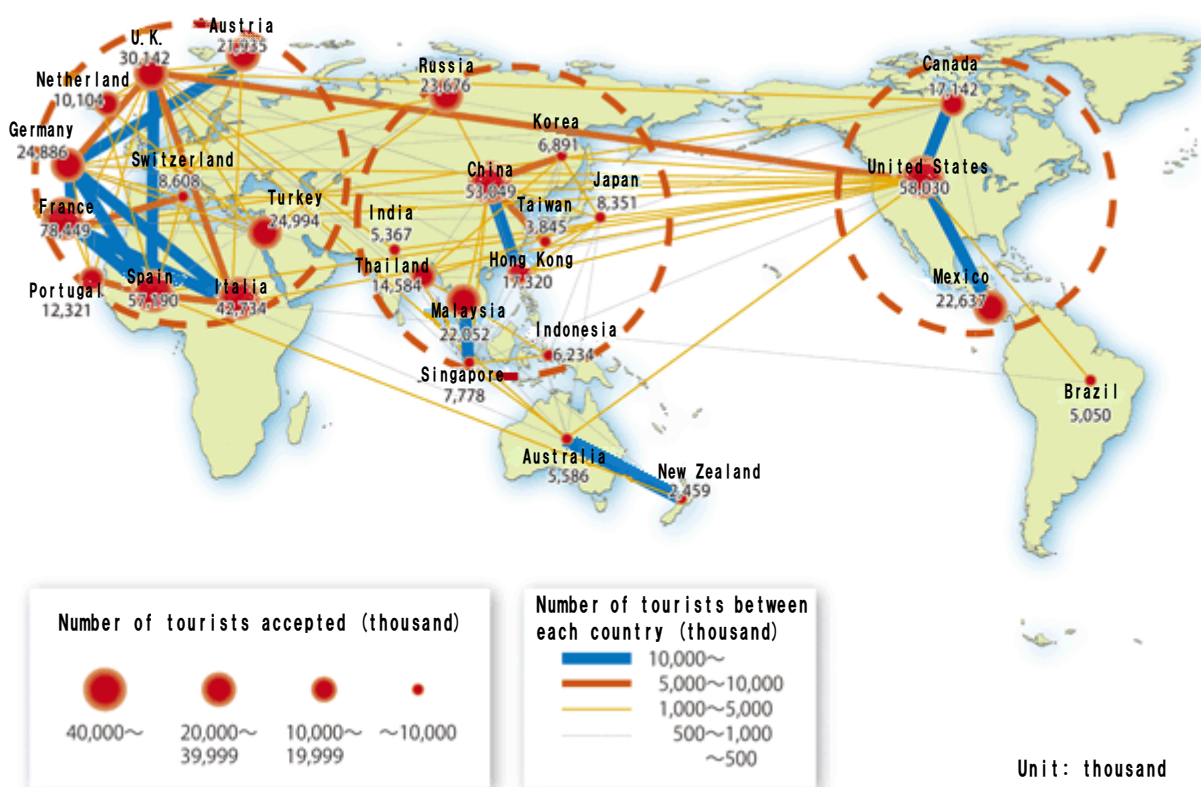 Austria
21,935
U.K.
30,142
Netherland
10,104
Germany
24,886
Switzerland
8,608
France
78,449
Turkey
24,994
Portugal
12,321
Spain
57,190
Italia
42,734
Russia
23,676
Korea
6,891
China
53,049
Japan
8,351
Taiwan
3,845
India
5,367
Thailand
14,584
Hong Kong
17,320
Malaysia
22,052
Indonesia
6,234
Singapore
7,778
Australia
5,586
New Zealand
2,459
Canada
17,142
United States
58,030
Mexico
22,637
Brazil
5,050
Number of tourists accepted (thousand)
40,000～
20,000～
39,999
10,000～
19,999
～10,000
Number of tourists between
each country (thousand)
10,000～
5,000～10,000
1,000～5,000
500～1,000
～500
Unit: thousand